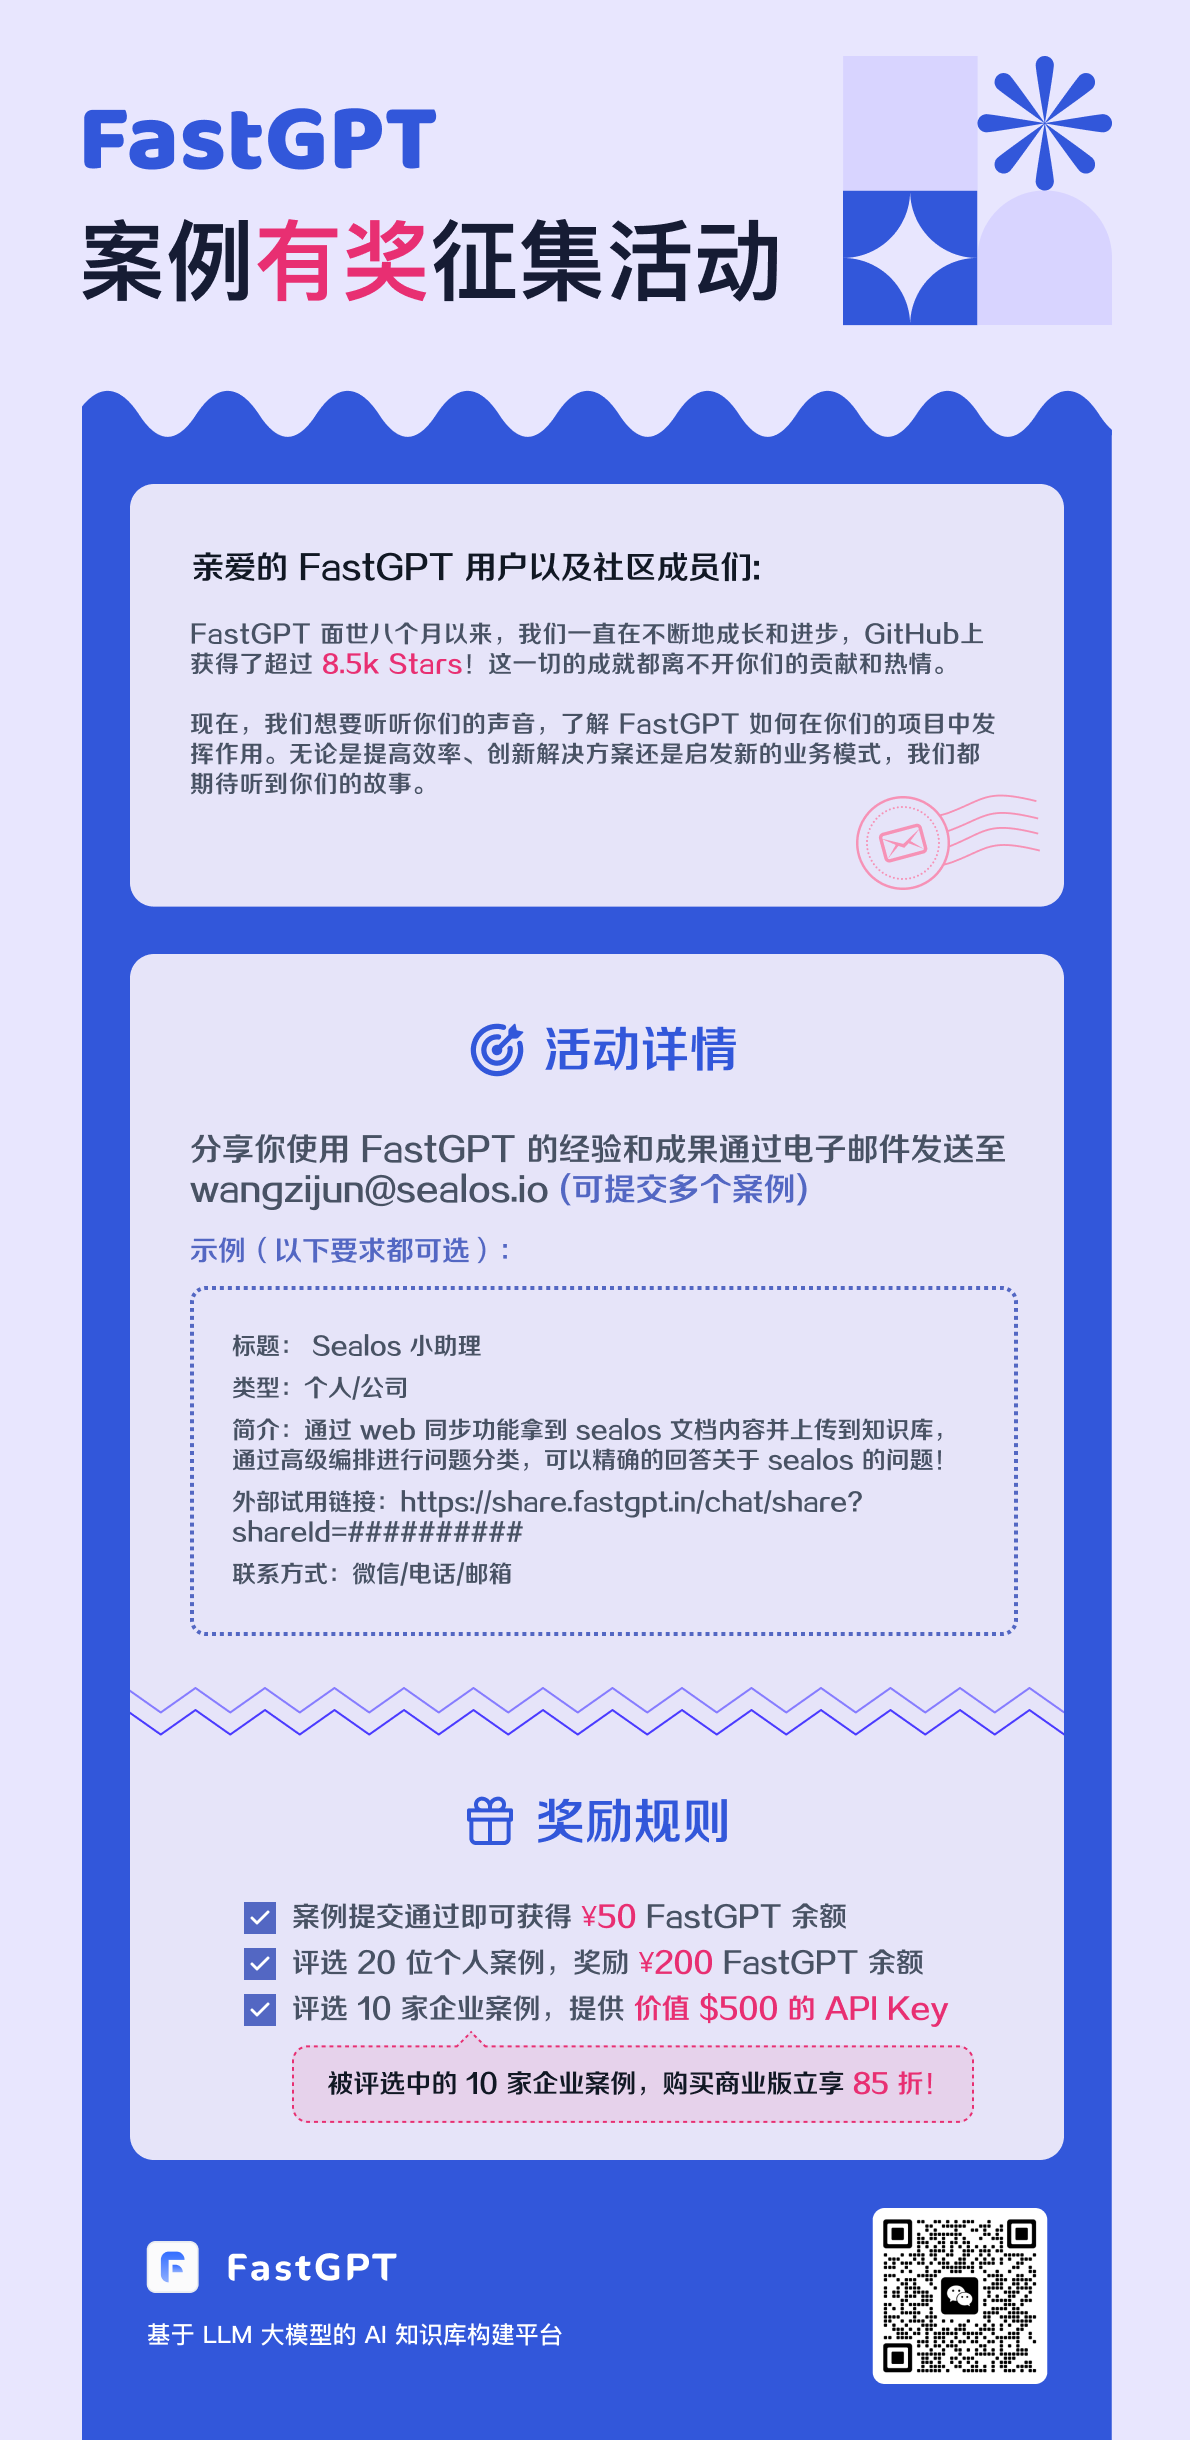 FastGPT
案例有奖征集活动
亲爱的 FastGPT 用户以及社区成员们:
FastGPT 面世八个月以来，我们一直在不断地成长和进步，GitHub上
获得了超过 8.5k Stars！这一切的成就都离不开你们的贡献和热情。
现在，我们想要听听你们的声音，了解 FastGPT 如何在你们的项目中发
挥作用。无论是提高效率、创新解决方案还是启发新的业务模式，我们都
期待听到你们的故事。
活动详情
分享你使用 FastGPT 的经验和成果通过电子邮件发送至
wangzijun@sealos.io (可提交多个案例)
示例（以下要求都可选）：
标题： Sealos 小助理
类型：个人/公司
简介：通过 web 同步功能拿到 sealos 文档内容并上传到知识库，
通过高级编排进行问题分类，可以精确的回答关于 sealos 的问题！
外部试用链接：https://share.fastgpt.in/chat/share?
shareId=##########
联系方式：微信/电话/邮箱
奖励规则
案例提交通过即可获得 ¥50 FastGPT 余额
评选 20 位个人案例，奖励 ¥200 FastGPT 余额
评选 10 家企业案例，提供 价值 $500 的 API Key
被评选中的 10 家企业案例，购买商业版立享 85 折！
FastGPT
基于 LLM 大模型的 AI 知识库构建平台